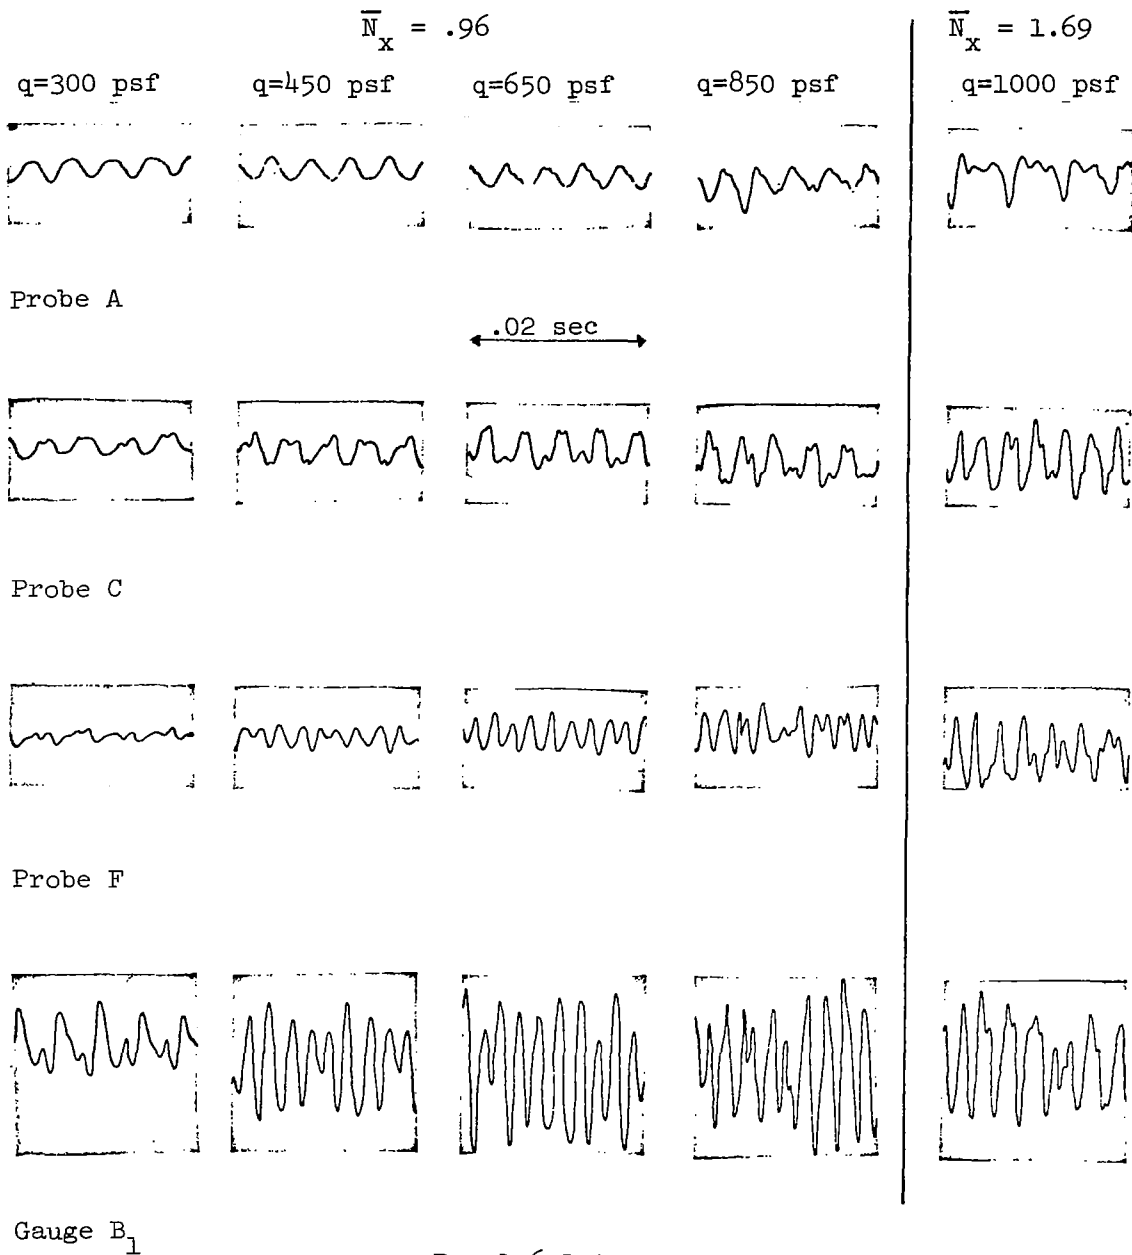 N̅x = .96
N̅x = 1.69
q=300 psf
q=450 psf
q=650 psf
q=850 psf
q=1000 psf
Probe A
.02 sec
Probe C
Probe F
Gauge B1